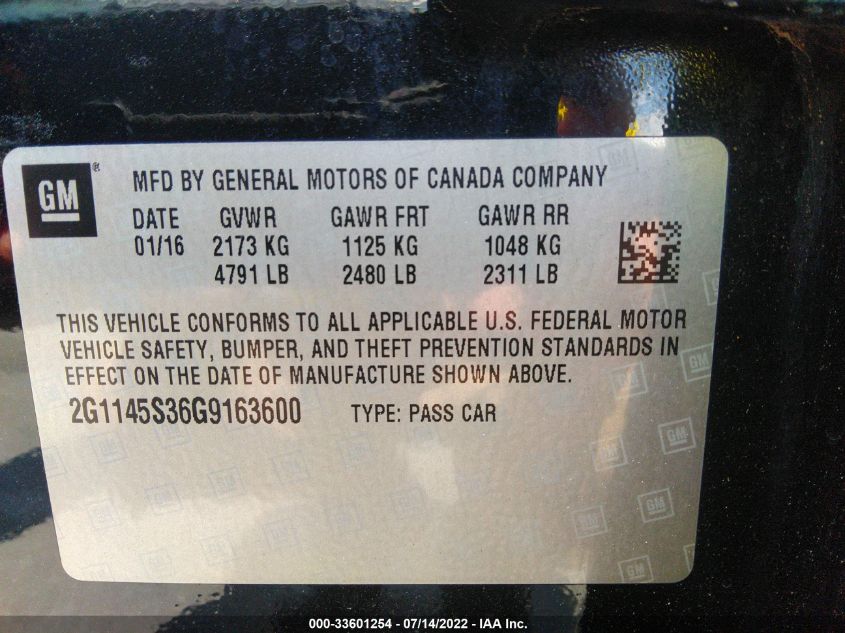 GM ®
MFD BY GENERAL MOTORS OF CANADA COMPANY
DATE GVWR GAWR FRT GAWR RR
01/16 2173 KG 1125 KG 1048 KG
4791 LB 2480 LB 2311 LB
THIS VEHICLE CONFORMS TO ALL APPLICABLE U.S. FEDERAL MOTOR
VEHICLE SAFETY, BUMPER, AND THEFT PREVENTION STANDARDS IN
EFFECT ON THE DATE OF MANUFACTURE SHOWN ABOVE.
2G1145S36G9163600 TYPE: PASS CAR
000-33601254 - 07/14/2022 - IAA Inc.